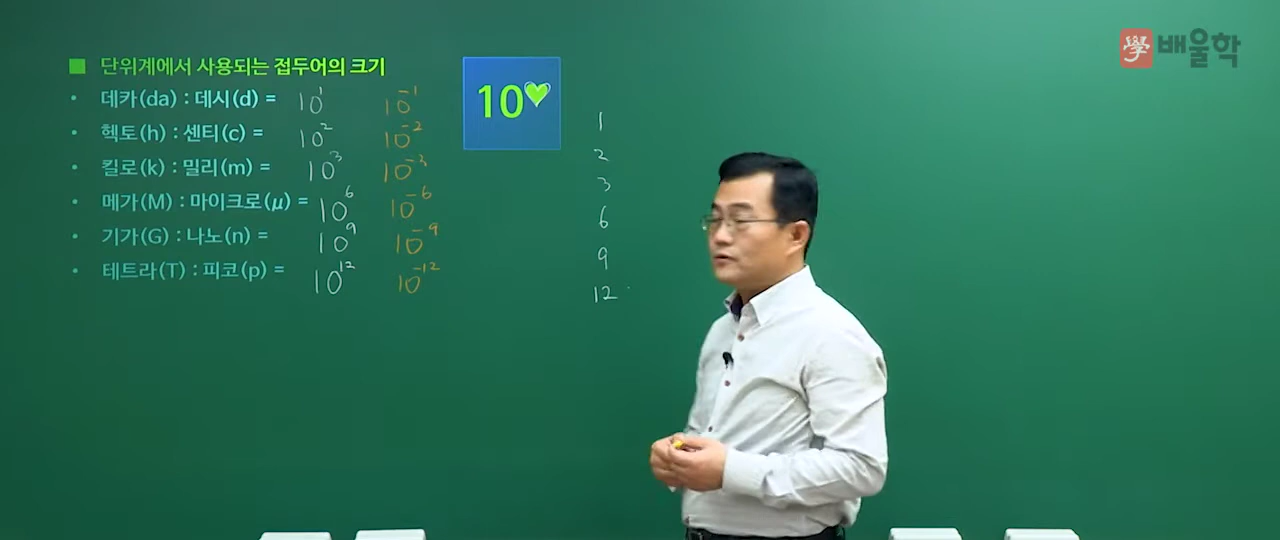 學 배울학
■ 단위계에서 사용되는 접두어의 크기
• 데카(da) : 데시(d) = 10¹ 10⁻¹
• 헥토(h) : 센티(c) = 10² 10⁻²
• 킬로(k) : 밀리(m) = 10³ 10⁻³
• 메가(M) : 마이크로(μ) = 10⁶ 10⁻⁶
• 기가(G) : 나노(n) = 10⁹ 10⁻⁹
• 테트라(T) : 피코(p) = 10¹² 10⁻¹²
10💚
1
2
3
6
9
12